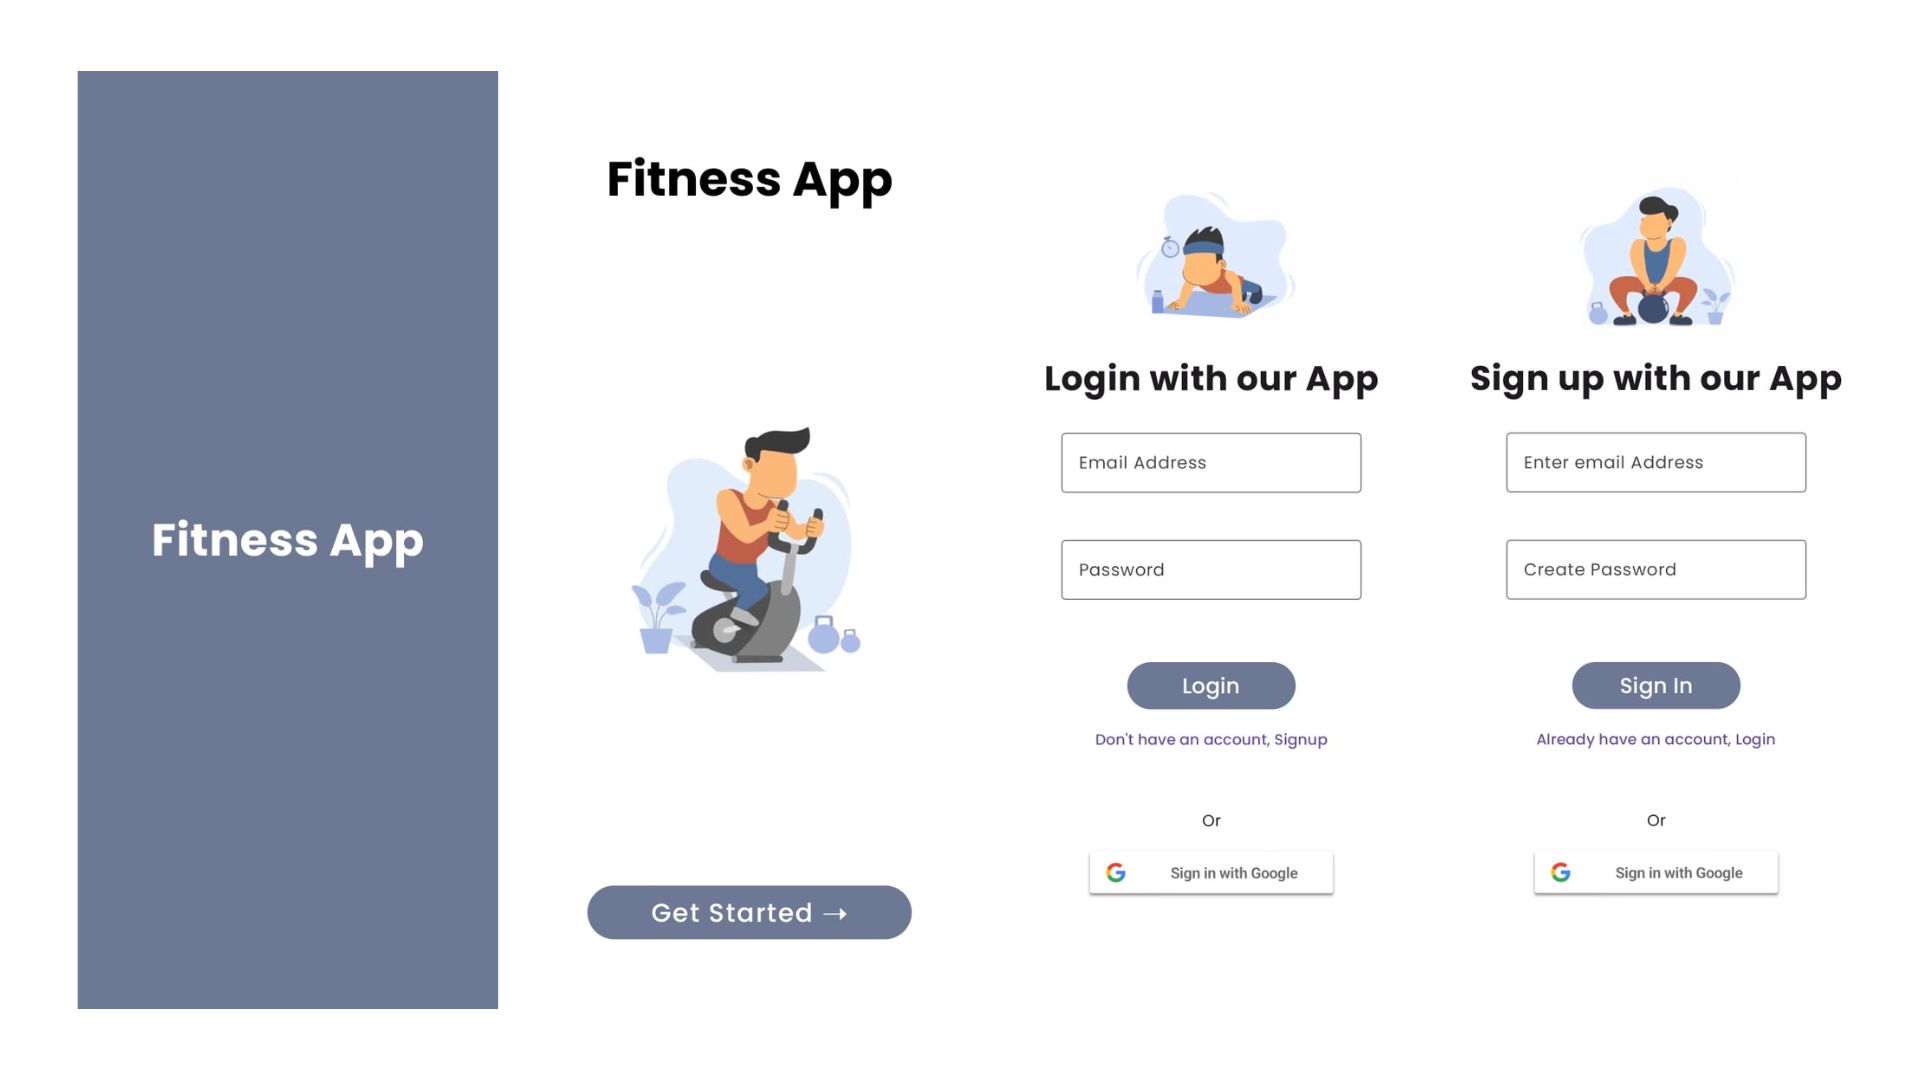 Fitness App
Fitness App
Get Started →
Login with our App
Email Address
Password
Login
Don't have an account, Signup
Or
Sign in with Google
Sign up with our App
Enter email Address
Create Password
Sign In
Already have an account, Login
Or
Sign in with Google